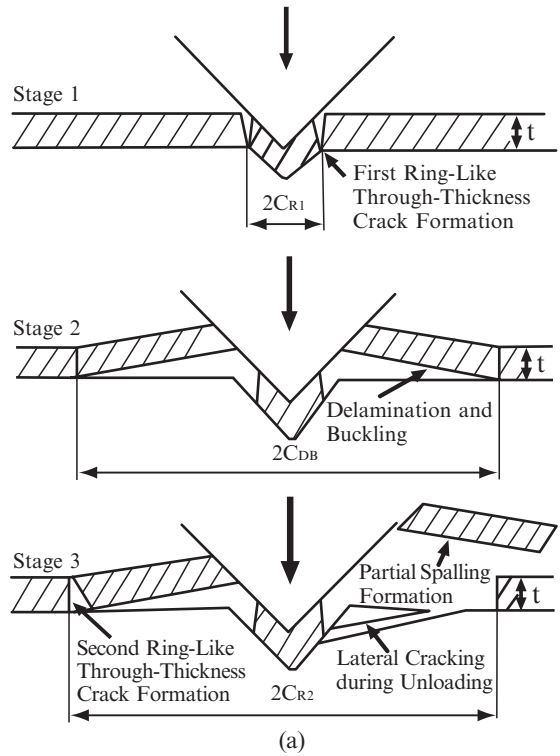 Stage 1
t
First Ring-Like
Through-Thickness
Crack Formation
2CR1
Stage 2
t
Delamination and
Buckling
2CDB
Stage 3
t
Partial Spalling
Formation
Second Ring-Like
Through-Thickness
Crack Formation
Lateral Cracking
during Unloading
2CR2
(a)